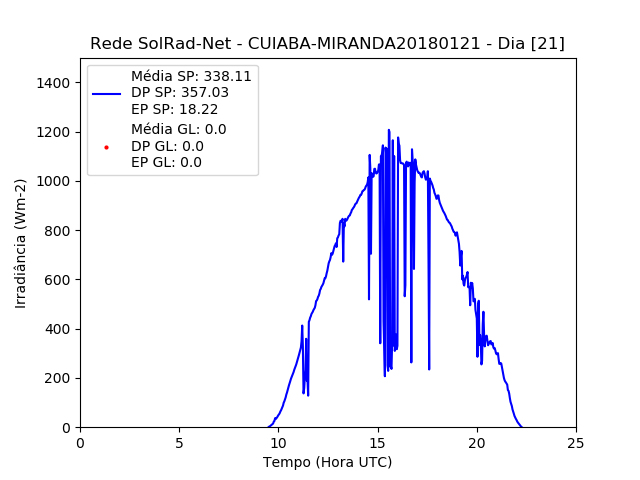 Rede SolRad-Net - CUIABA-MIRANDA20180121 - Dia [21]
Média SP: 338.11
DP SP: 357.03
EP SP: 18.22
Média GL: 0.0
DP GL: 0.0
EP GL: 0.0
Irradiância (Wm-2)
1400
1200
1000
800
600
400
200
0
0 5 10 15 20 25
Tempo (Hora UTC)